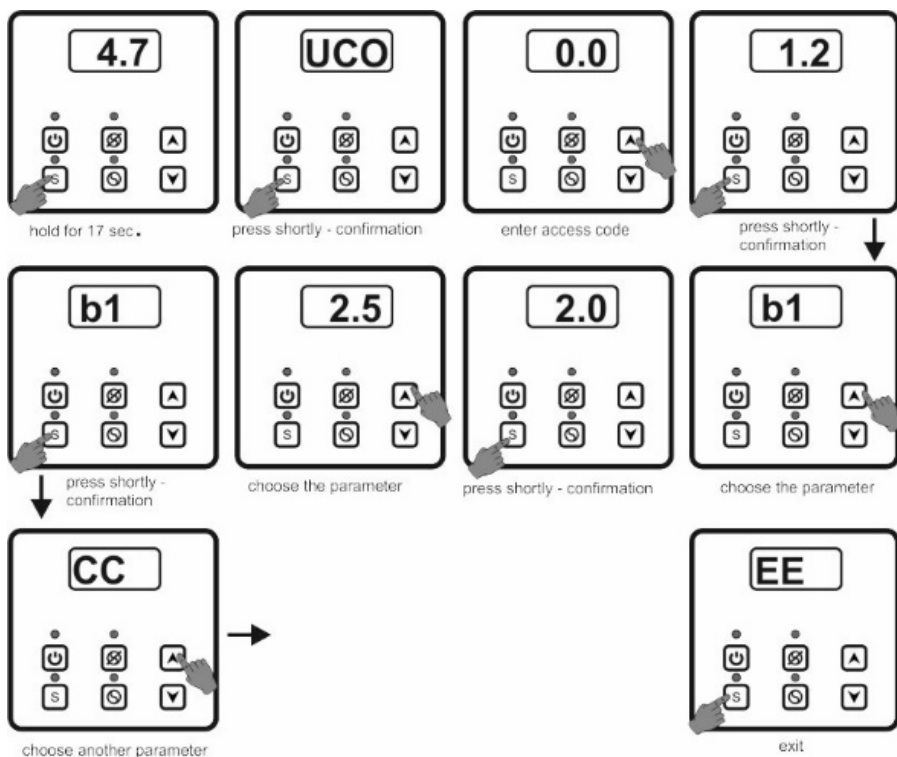 4.7
UCO
0.0
1.2
S
S
S
S
hold for 17 sec.
press shortly - confirmation
enter access code
press shortly -
confirmation
b1
2.5
2.0
b1
S
S
S
S
press shortly -
confirmation
choose the parameter
press shortly - confirmation
choose the parameter
CC
EE
S
S
choose another parameter
exit